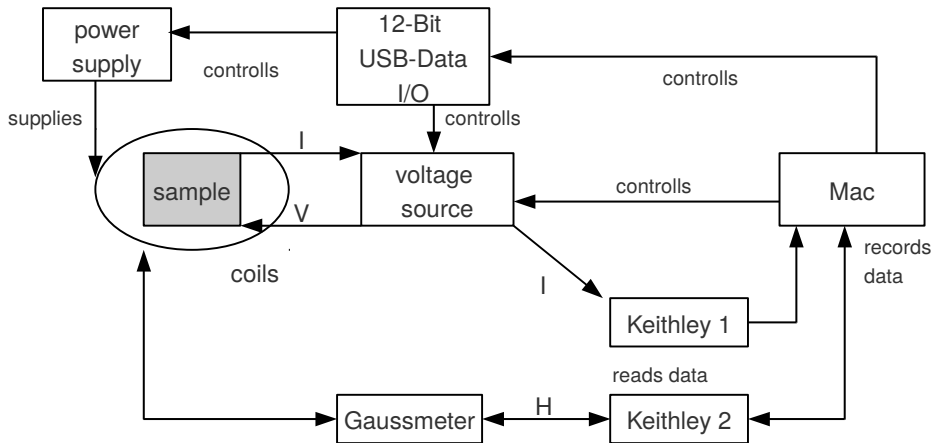 power
supply
12-Bit
USB-Data
I/O
controlls
controlls
supplies
controlls
I
sample
voltage
source
controlls
Mac
V
coils
I
records
data
Keithley 1
reads data
Gaussmeter
H
Keithley 2